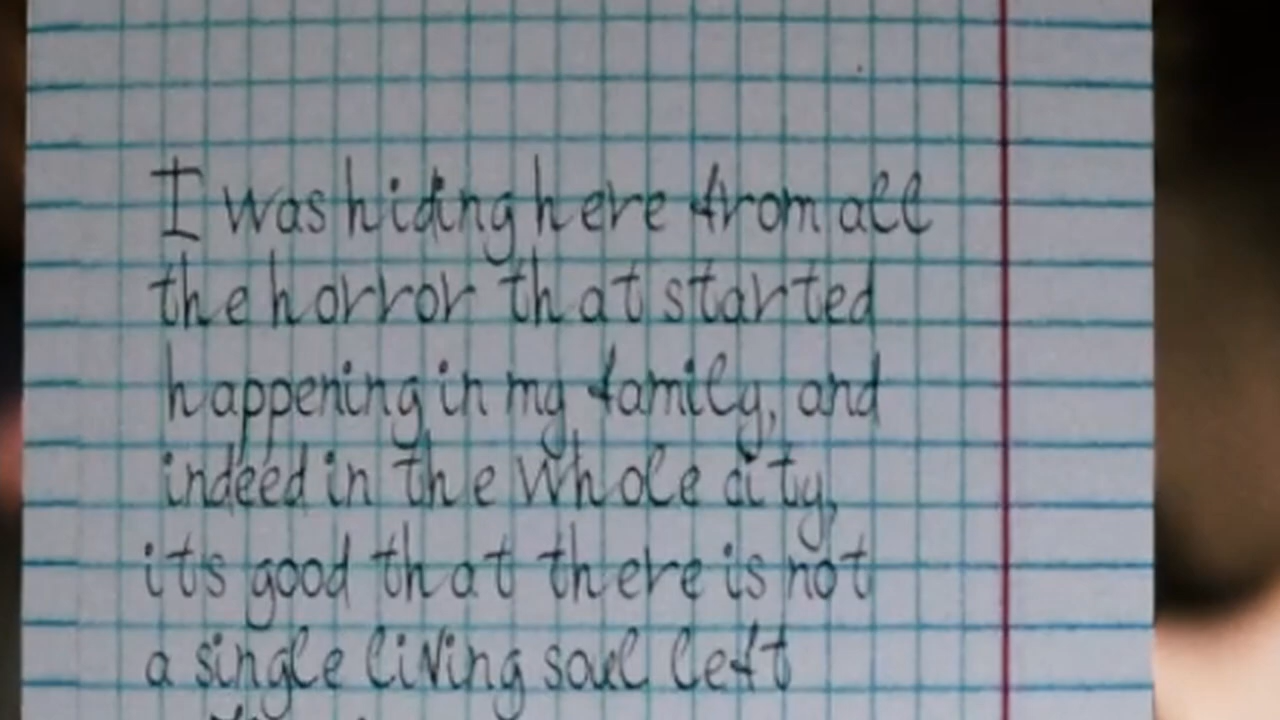 I was hiding here from all
the horror that started
happening in my family, and
indeed in the whole city,
it's good that there is not
a single living soul left